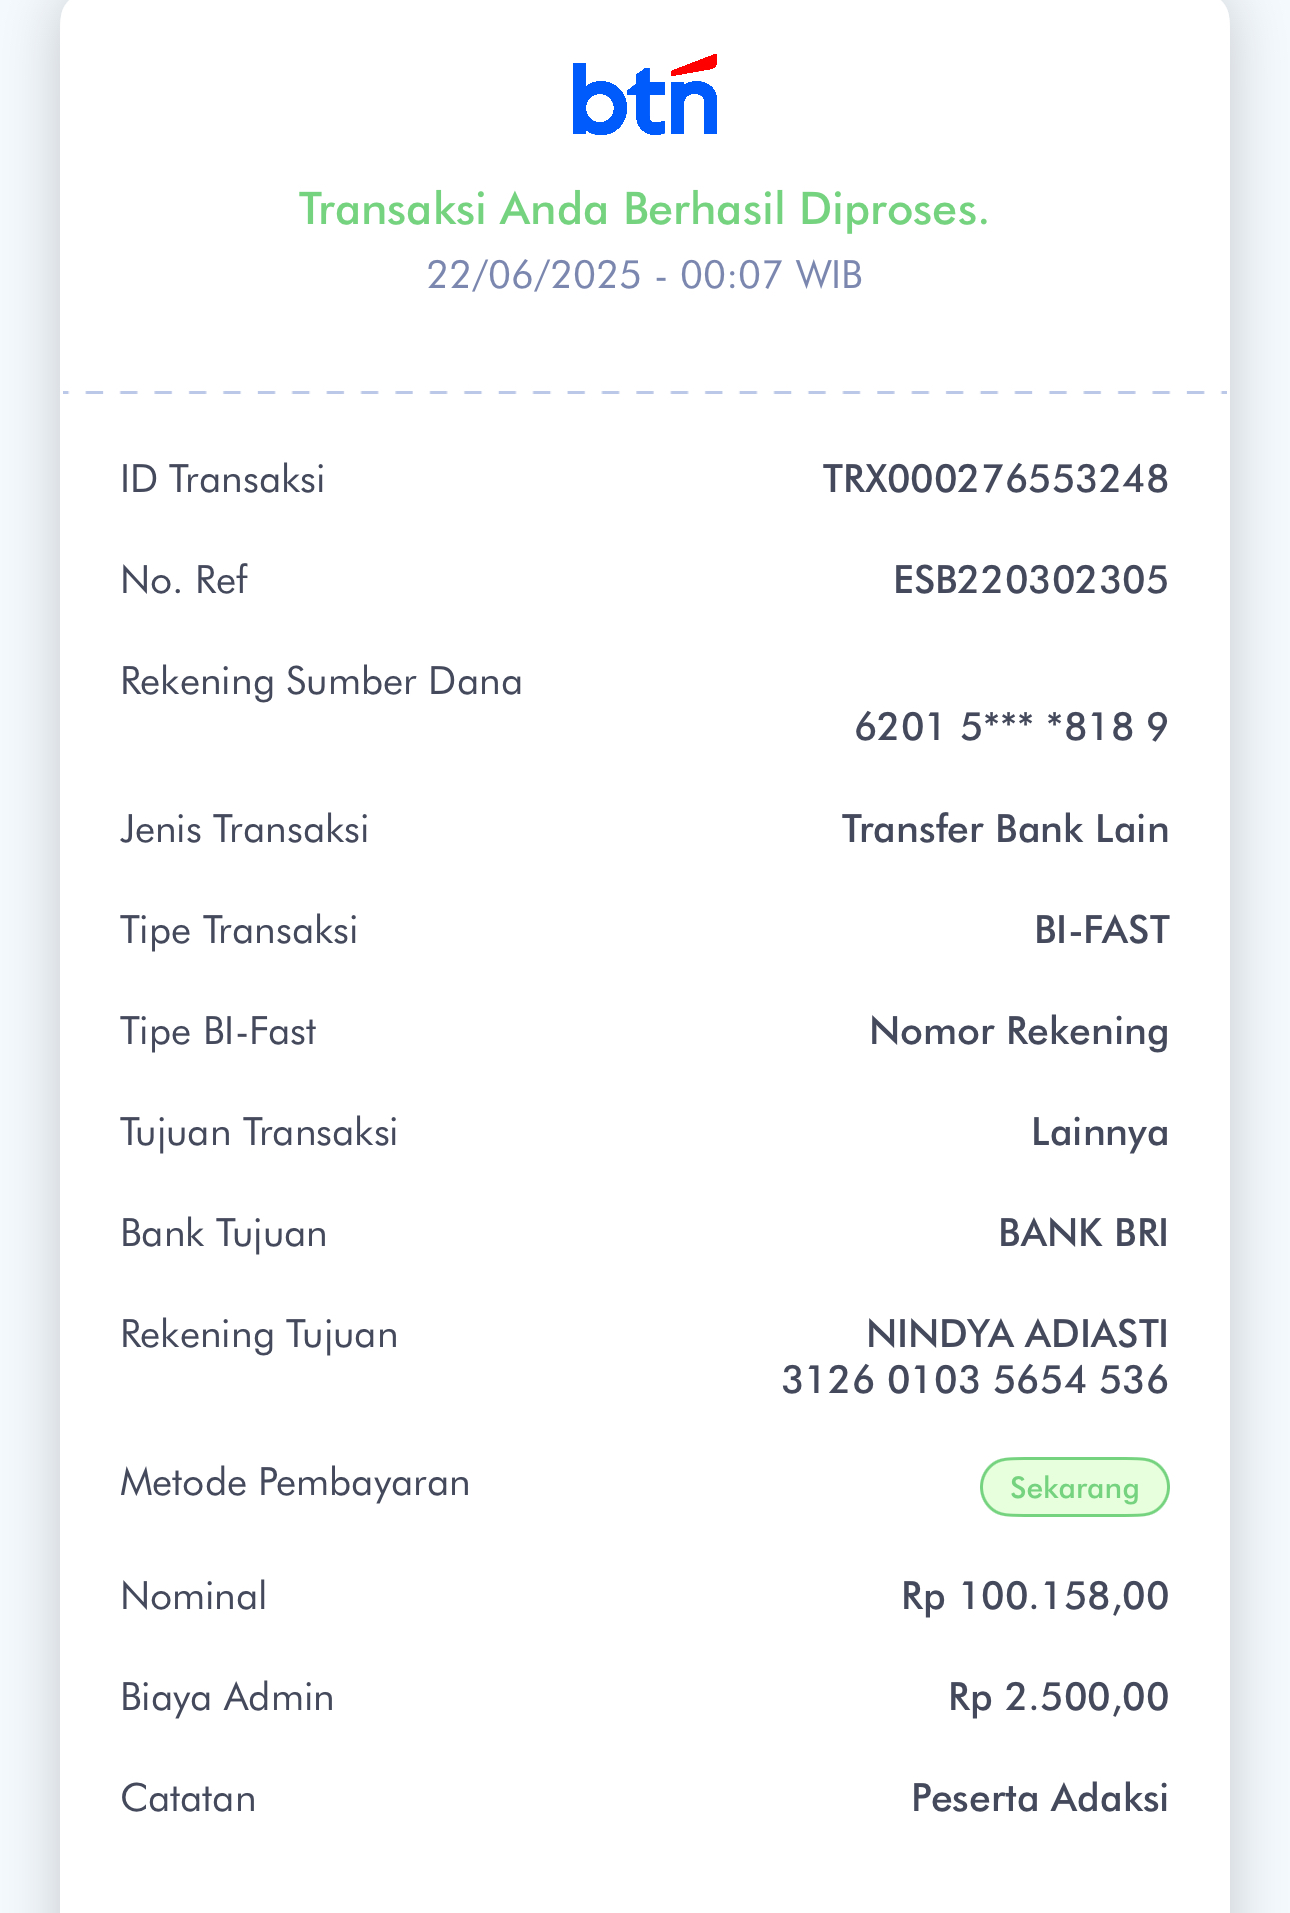 btn
Transaksi Anda Berhasil Diproses.
22/06/2025 - 00:07 WIB
ID Transaksi TRX000276553248
No. Ref ESB220302305
Rekening Sumber Dana
6201 5*** *818 9
Jenis Transaksi Transfer Bank Lain
Tipe Transaksi BI-FAST
Tipe BI-Fast Nomor Rekening
Tujuan Transaksi Lainnya
Bank Tujuan BANK BRI
Rekening Tujuan NINDYA ADIASTI
3126 0103 5654 536
Metode Pembayaran Sekarang
Nominal Rp 100.158,00
Biaya Admin Rp 2.500,00
Catatan Peserta Adaksi